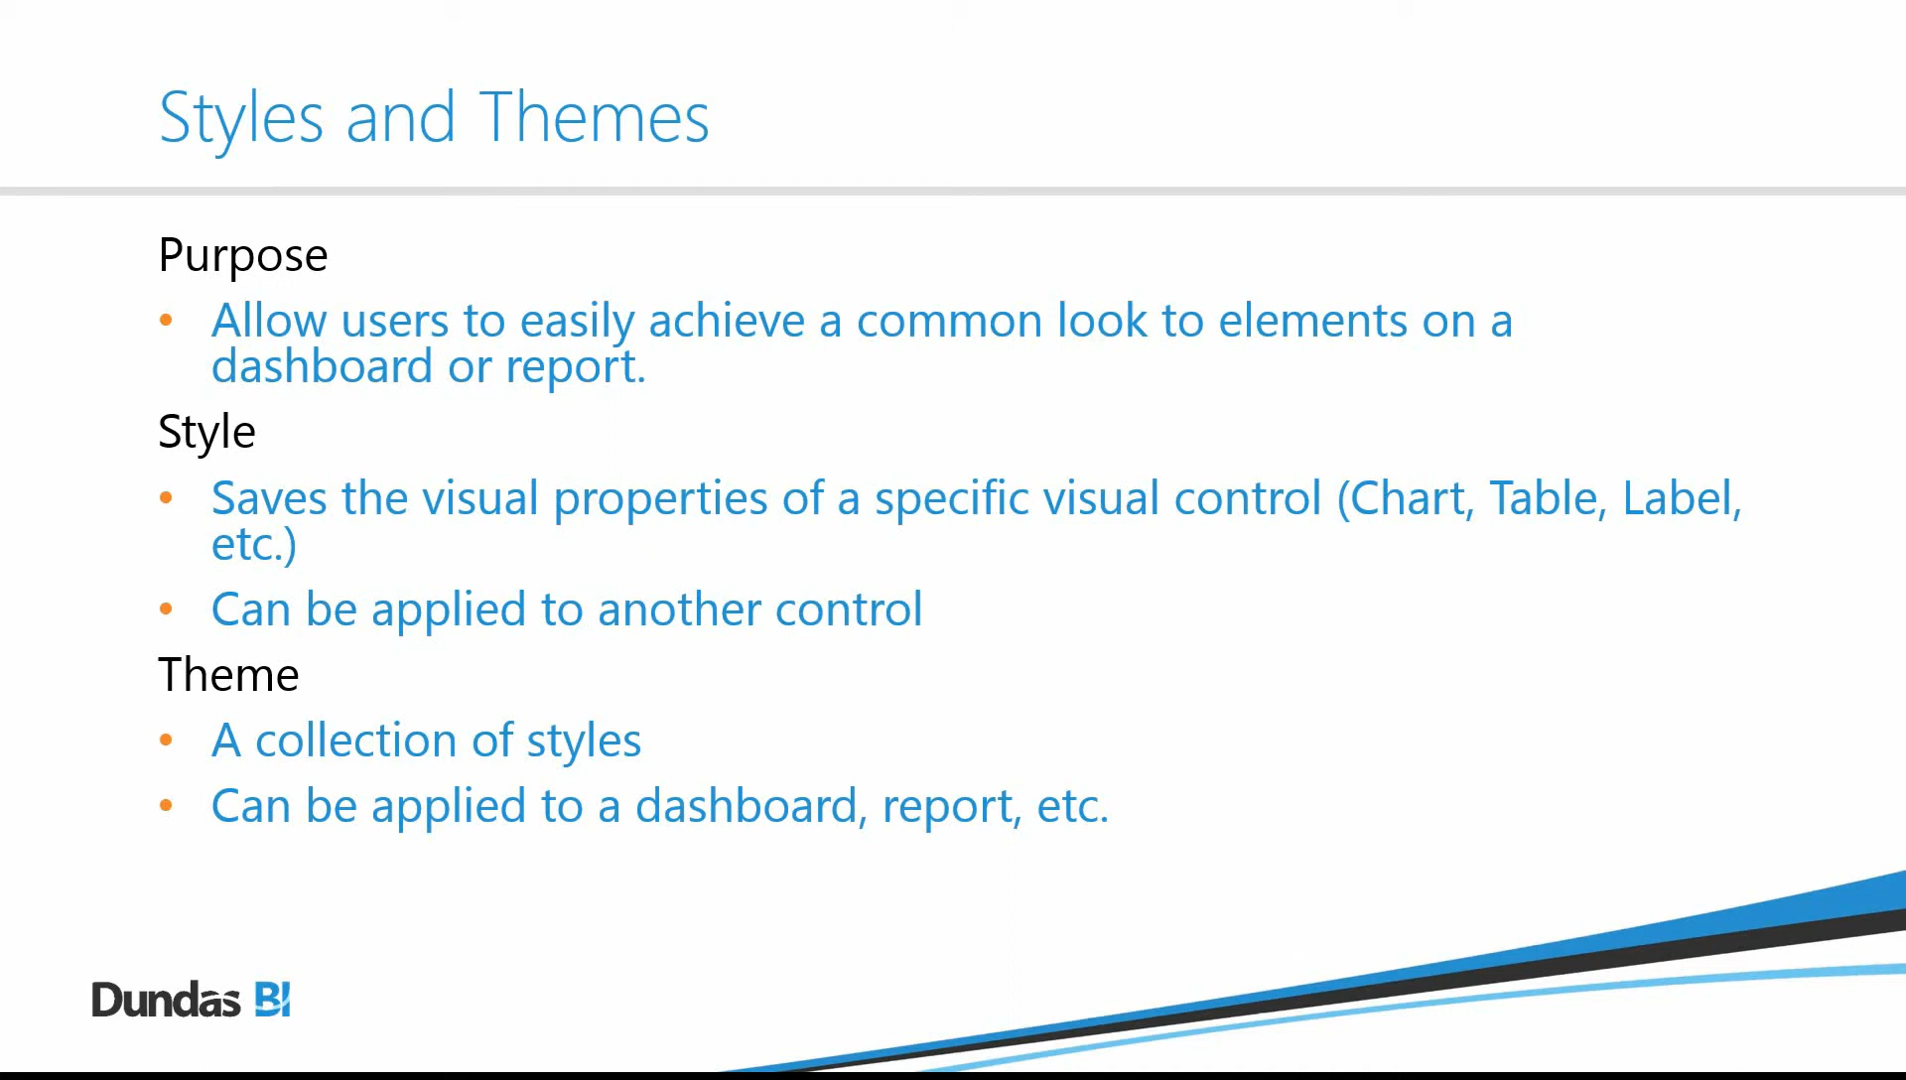 Styles and Themes
Purpose
• Allow users to easily achieve a common look to elements on a
dashboard or report.
Style
• Saves the visual properties of a specific visual control (Chart, Table, Label,
etc.)
• Can be applied to another control
Theme
• A collection of styles
• Can be applied to a dashboard, report, etc.
Dundas BI